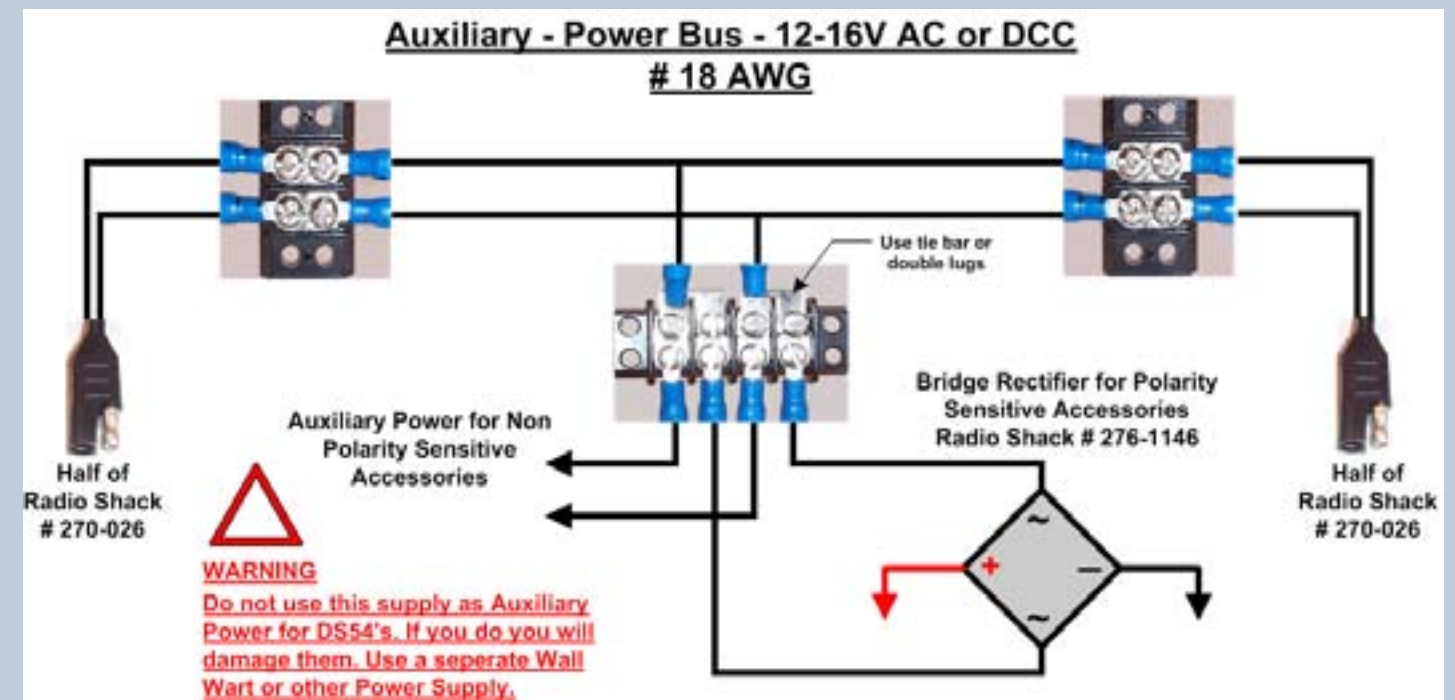 Auxiliary - Power Bus - 12-16V AC or DCC
# 18 AWG
Use tie bar or
double lugs
Bridge Rectifier for Polarity
Sensitive Accessories
Radio Shack # 276-1146
Auxiliary Power for Non
Polarity Sensitive
Accessories
Half of
Radio Shack
# 270-026
Half of
Radio Shack
# 270-026
WARNING
Do not use this supply as Auxiliary
Power for DS54's. If you do you will
damage them. Use a seperate Wall
Wart or other Power Supply.
~
+
—
~